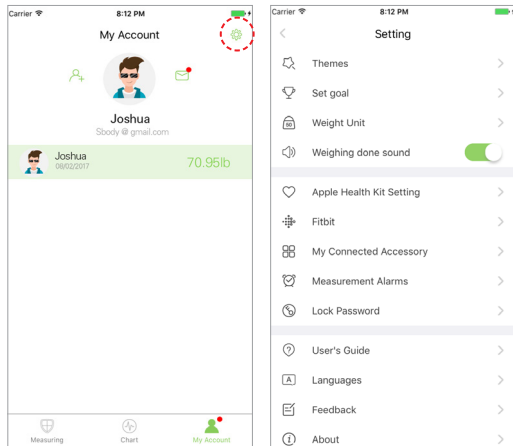 Carrier 8:12 PM
My Account
Joshua
Sbody @ gmail.com
Joshua
08/02/2017
70.95lb
Measuring
Chart
My Account
Carrier 8:12 PM
Setting
Themes
Set goal
50
Weight Unit
Weighing done sound
Apple Health Kit Setting
Fitbit
My Connected Accessory
Measurement Alarms
Lock Password
User's Guide
A
Languages
Feedback
About